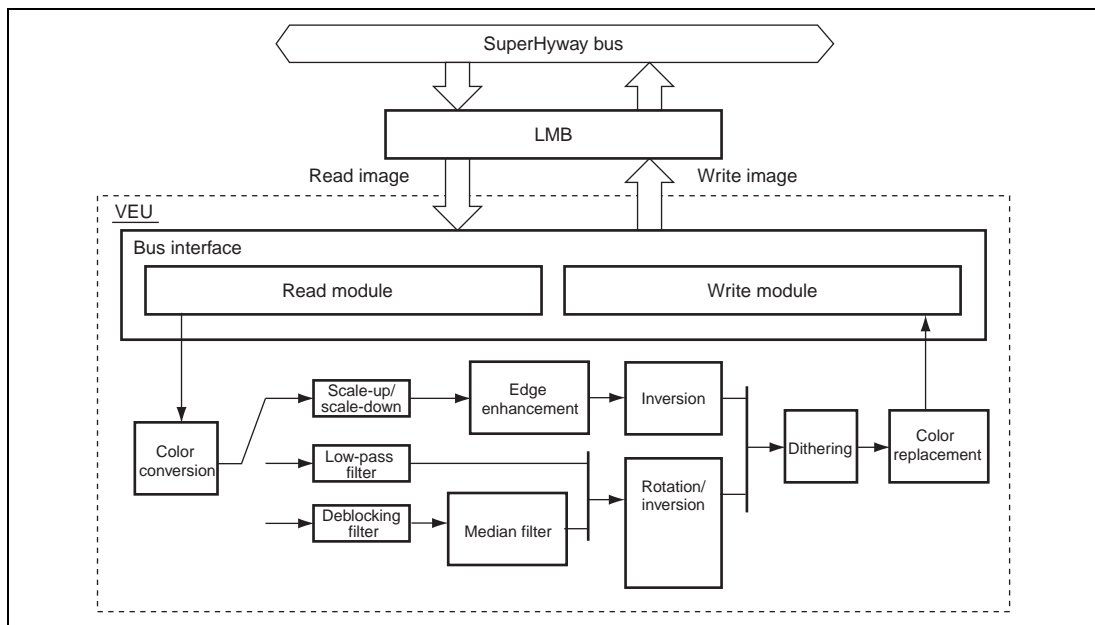 SuperHyway bus
LMB
Read image
Write image
VEU
Bus interface
Read module
Write module
Scale-up/
scale-down
Edge
enhancement
Inversion
Color
conversion
Low-pass
filter
Dithering
Color
replacement
Rotation/
inversion
Deblocking
filter
Median filter